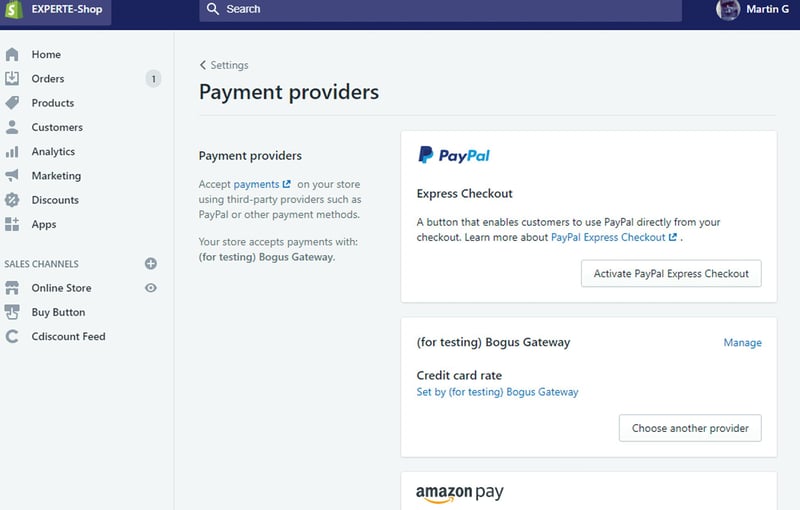 EXPERTE-Shop
Search
Martin G
Home
Orders
1
Products
Customers
Analytics
Marketing
Discounts
Apps
SALES CHANNELS
Online Store
Buy Button
Cdiscount Feed
Settings
Payment providers
Payment providers
Accept payments on your store
using third-party providers such as
PayPal or other payment methods.
Your store accepts payments with:
(for testing) Bogus Gateway.
PayPal
Express Checkout
A button that enables customers to use PayPal directly from your
checkout. Learn more about PayPal Express Checkout .
Activate PayPal Express Checkout
(for testing) Bogus Gateway
Manage
Credit card rate
Set by (for testing) Bogus Gateway
Choose another provider
amazon pay